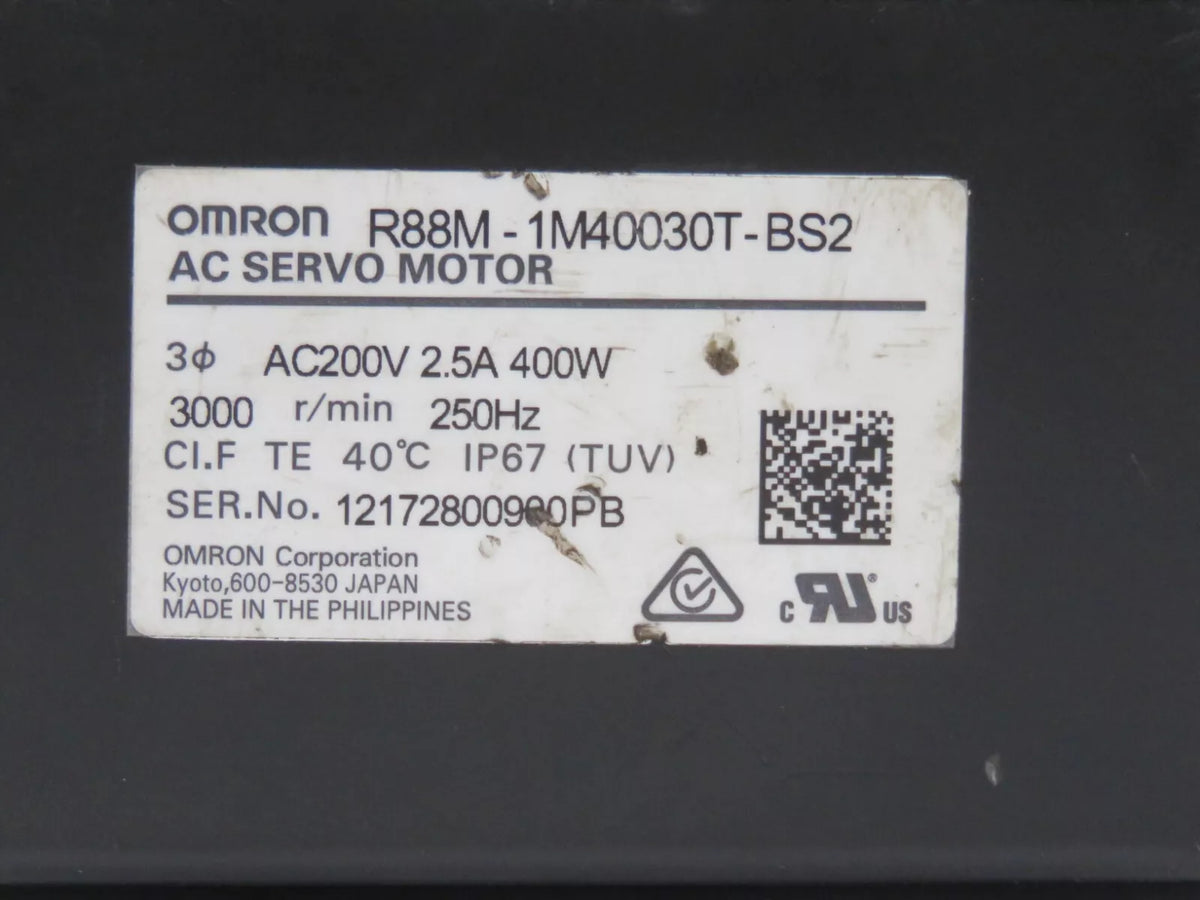 OMRON R88M-1M40030T-BS2
AC SERVO MOTOR
3ϕ AC200V 2.5A 400W
3000 r/min 250Hz
CI.F TE 40℃ IP67 (TUV)
SER.No.
OMRON Corporation
Kyoto,600-8530 JAPAN
MADE IN THE PHILIPPINES
c RU® US